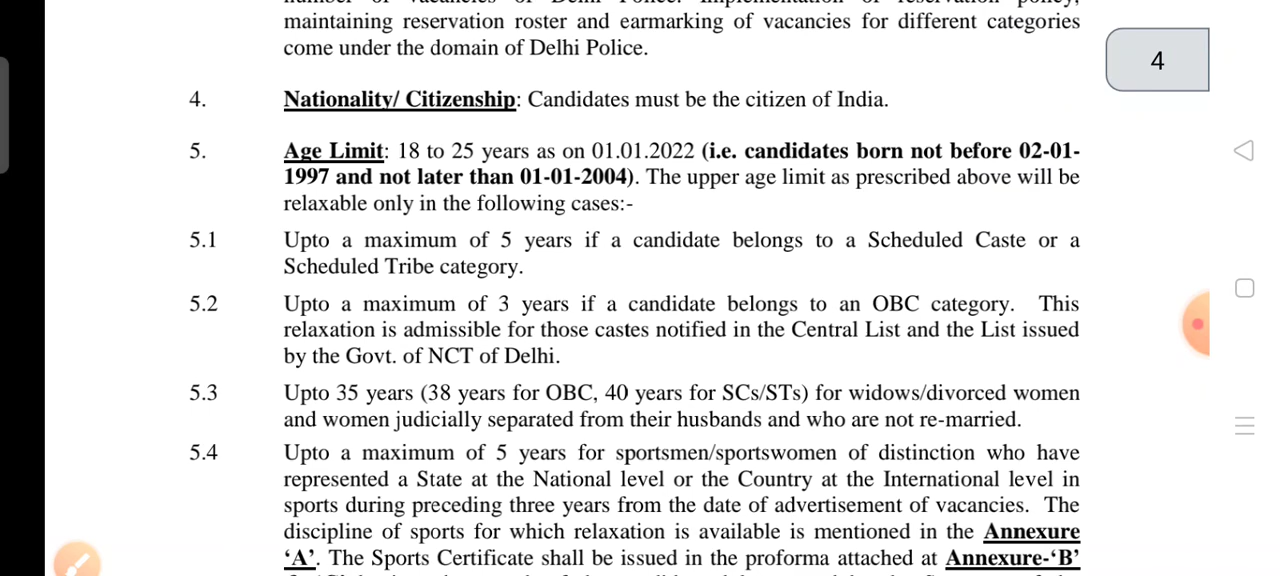 maintaining reservation roster and earmarking of vacancies for different categories
come under the domain of Delhi Police.
4
4. Nationality/ Citizenship: Candidates must be the citizen of India.
5. Age Limit: 18 to 25 years as on 01.01.2022 (i.e. candidates born not before 02-01-
1997 and not later than 01-01-2004). The upper age limit as prescribed above will be
relaxable only in the following cases:-
5.1 Upto a maximum of 5 years if a candidate belongs to a Scheduled Caste or a
Scheduled Tribe category.
5.2 Upto a maximum of 3 years if a candidate belongs to an OBC category. This
relaxation is admissible for those castes notified in the Central List and the List issued
by the Govt. of NCT of Delhi.
5.3 Upto 35 years (38 years for OBC, 40 years for SCs/STs) for widows/divorced women
and women judicially separated from their husbands and who are not re-married.
5.4 Upto a maximum of 5 years for sportsmen/sportswomen of distinction who have
represented a State at the National level or the Country at the International level in
sports during preceding three years from the date of advertisement of vacancies. The
discipline of sports for which relaxation is available is mentioned in the Annexure
‘A’. The Sports Certificate shall be issued in the proforma attached at Annexure-‘B’